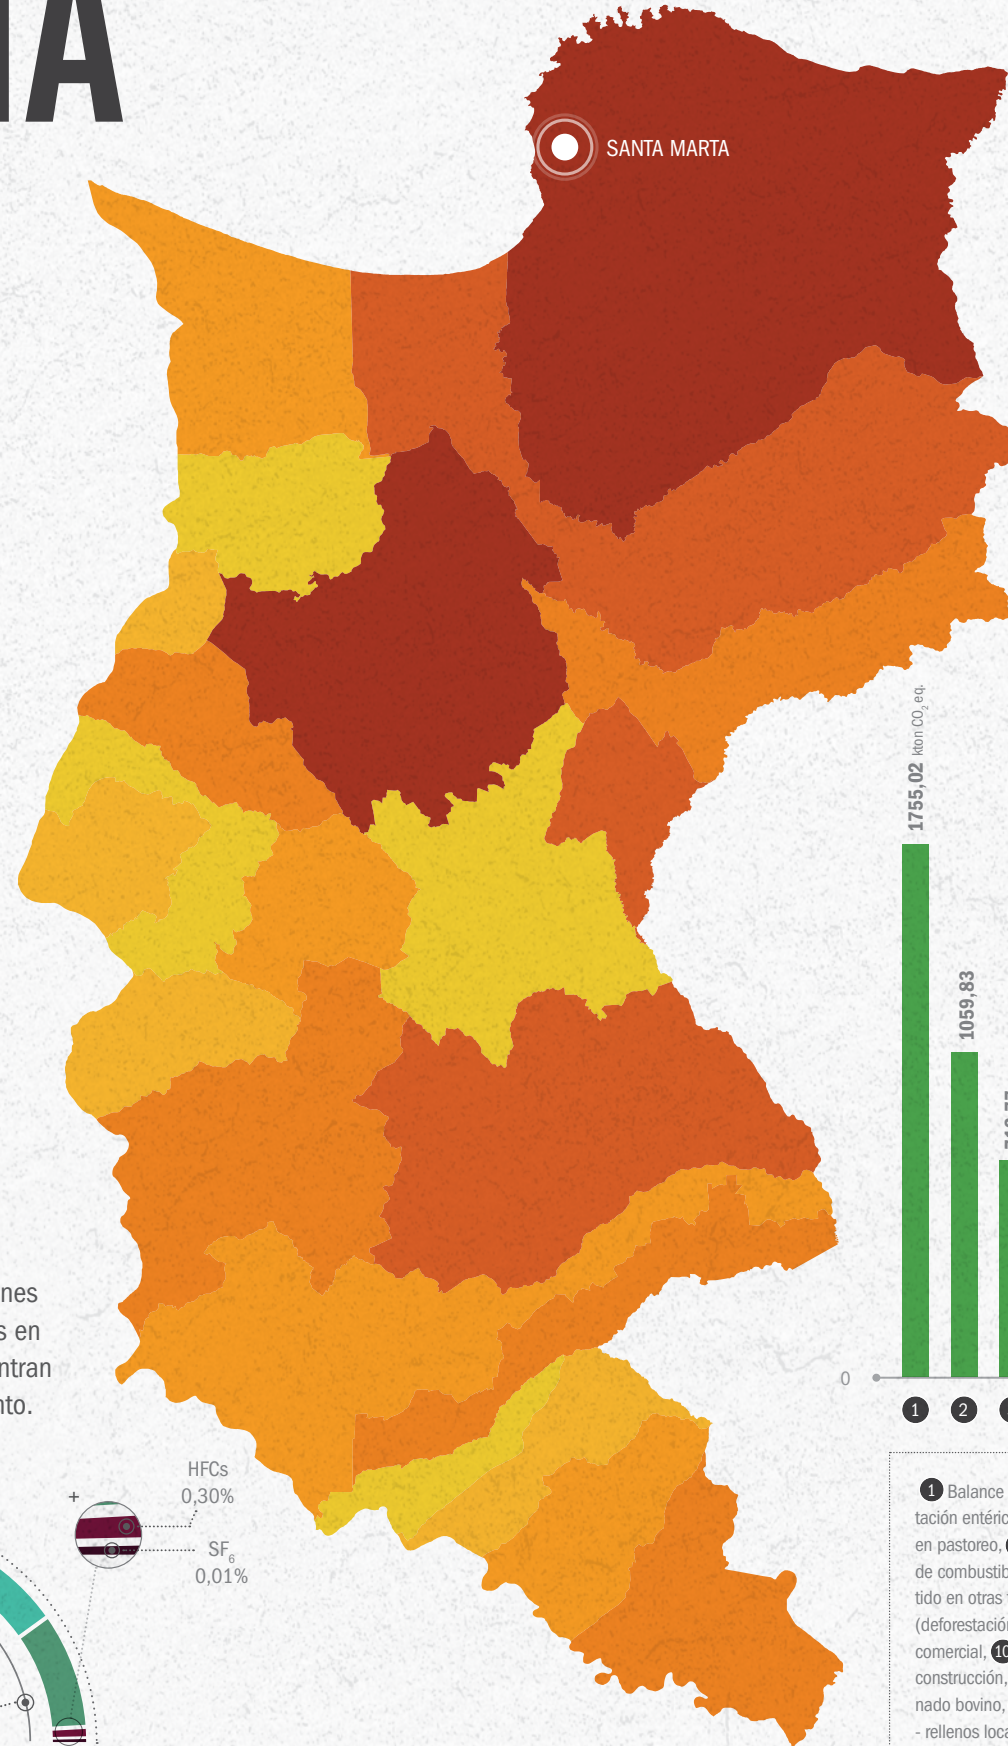 SANTA MARTA
1755,02 kton CO₂ eq.
1059,83
0
1
2
nes
s en
ntran
nto.
+
HFCs
0,30%
SF₆
0,01%
1 Balance
tación entéric
en pastoreo,
de combustib
tido en otras
(deforestación
comercial, 10
construcción,
nado bovino,
- rellenos loca